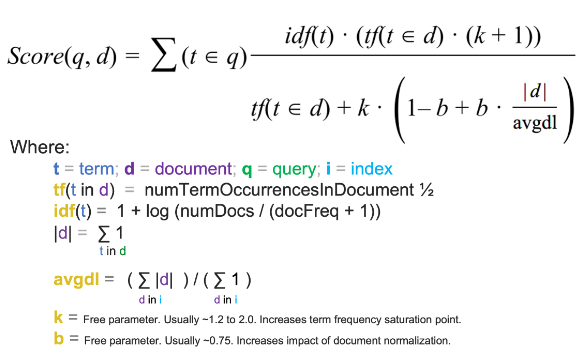 Score(q, d) = ∑ (t ∈ q) idf(t) · (tf(t ∈ d) · (k + 1))
tf(t ∈ d) + k · ( 1– b + b · |d|
avgdl )
Where:
t = term; d = document; q = query; i = index
tf(t in d) = numTermOccurrencesInDocument ½
idf(t) = 1 + log (numDocs / (docFreq + 1))
|d| = ∑ 1
t in d
avgdl = ( ∑ |d| ) / ( ∑ 1 )
d in i d in i
k = Free parameter. Usually ~1.2 to 2.0. Increases term frequency saturation point.
b = Free parameter. Usually ~0.75. Increases impact of document normalization.